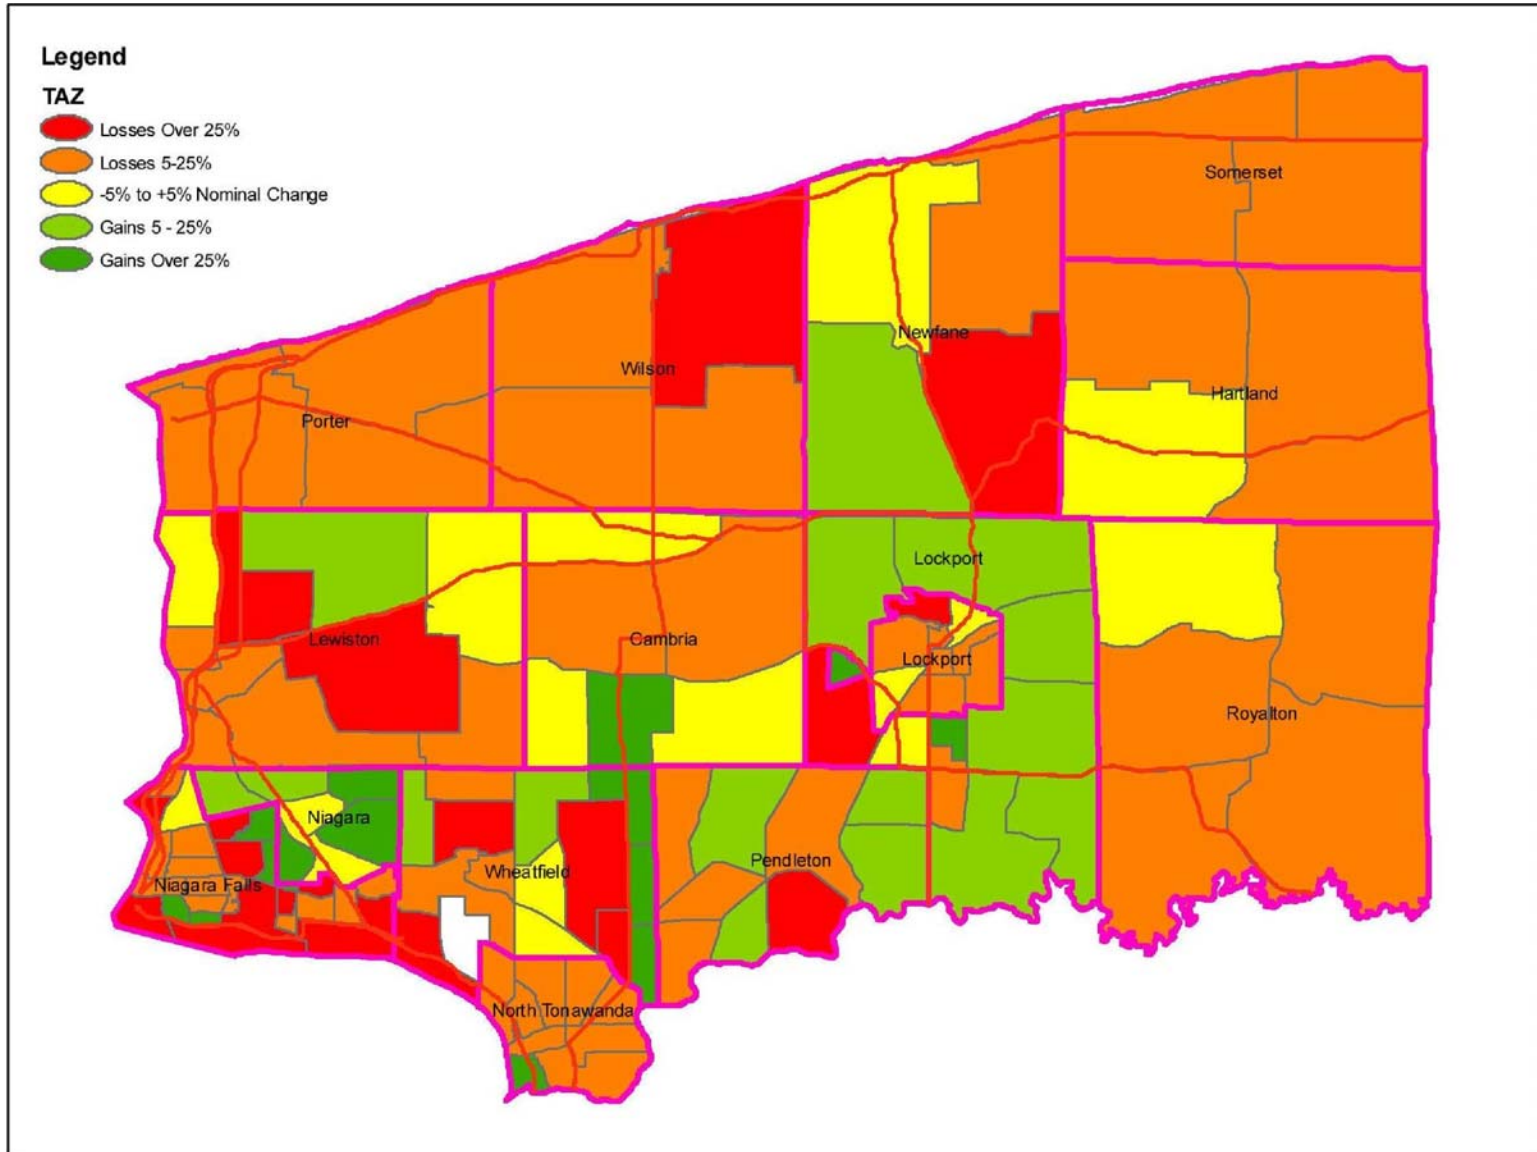 Legend
TAZ
Losses Over 25%
Losses 5-25%
-5% to +5% Nominal Change
Gains 5 - 25%
Gains Over 25%
Somerset
Newfane
Wilson
Hartland
Porter
Lockport
Lewiston
Cambria
Lockport
Royalton
Niagara
Pendleton
Wheatfield
Niagara Falls
North Tonawanda